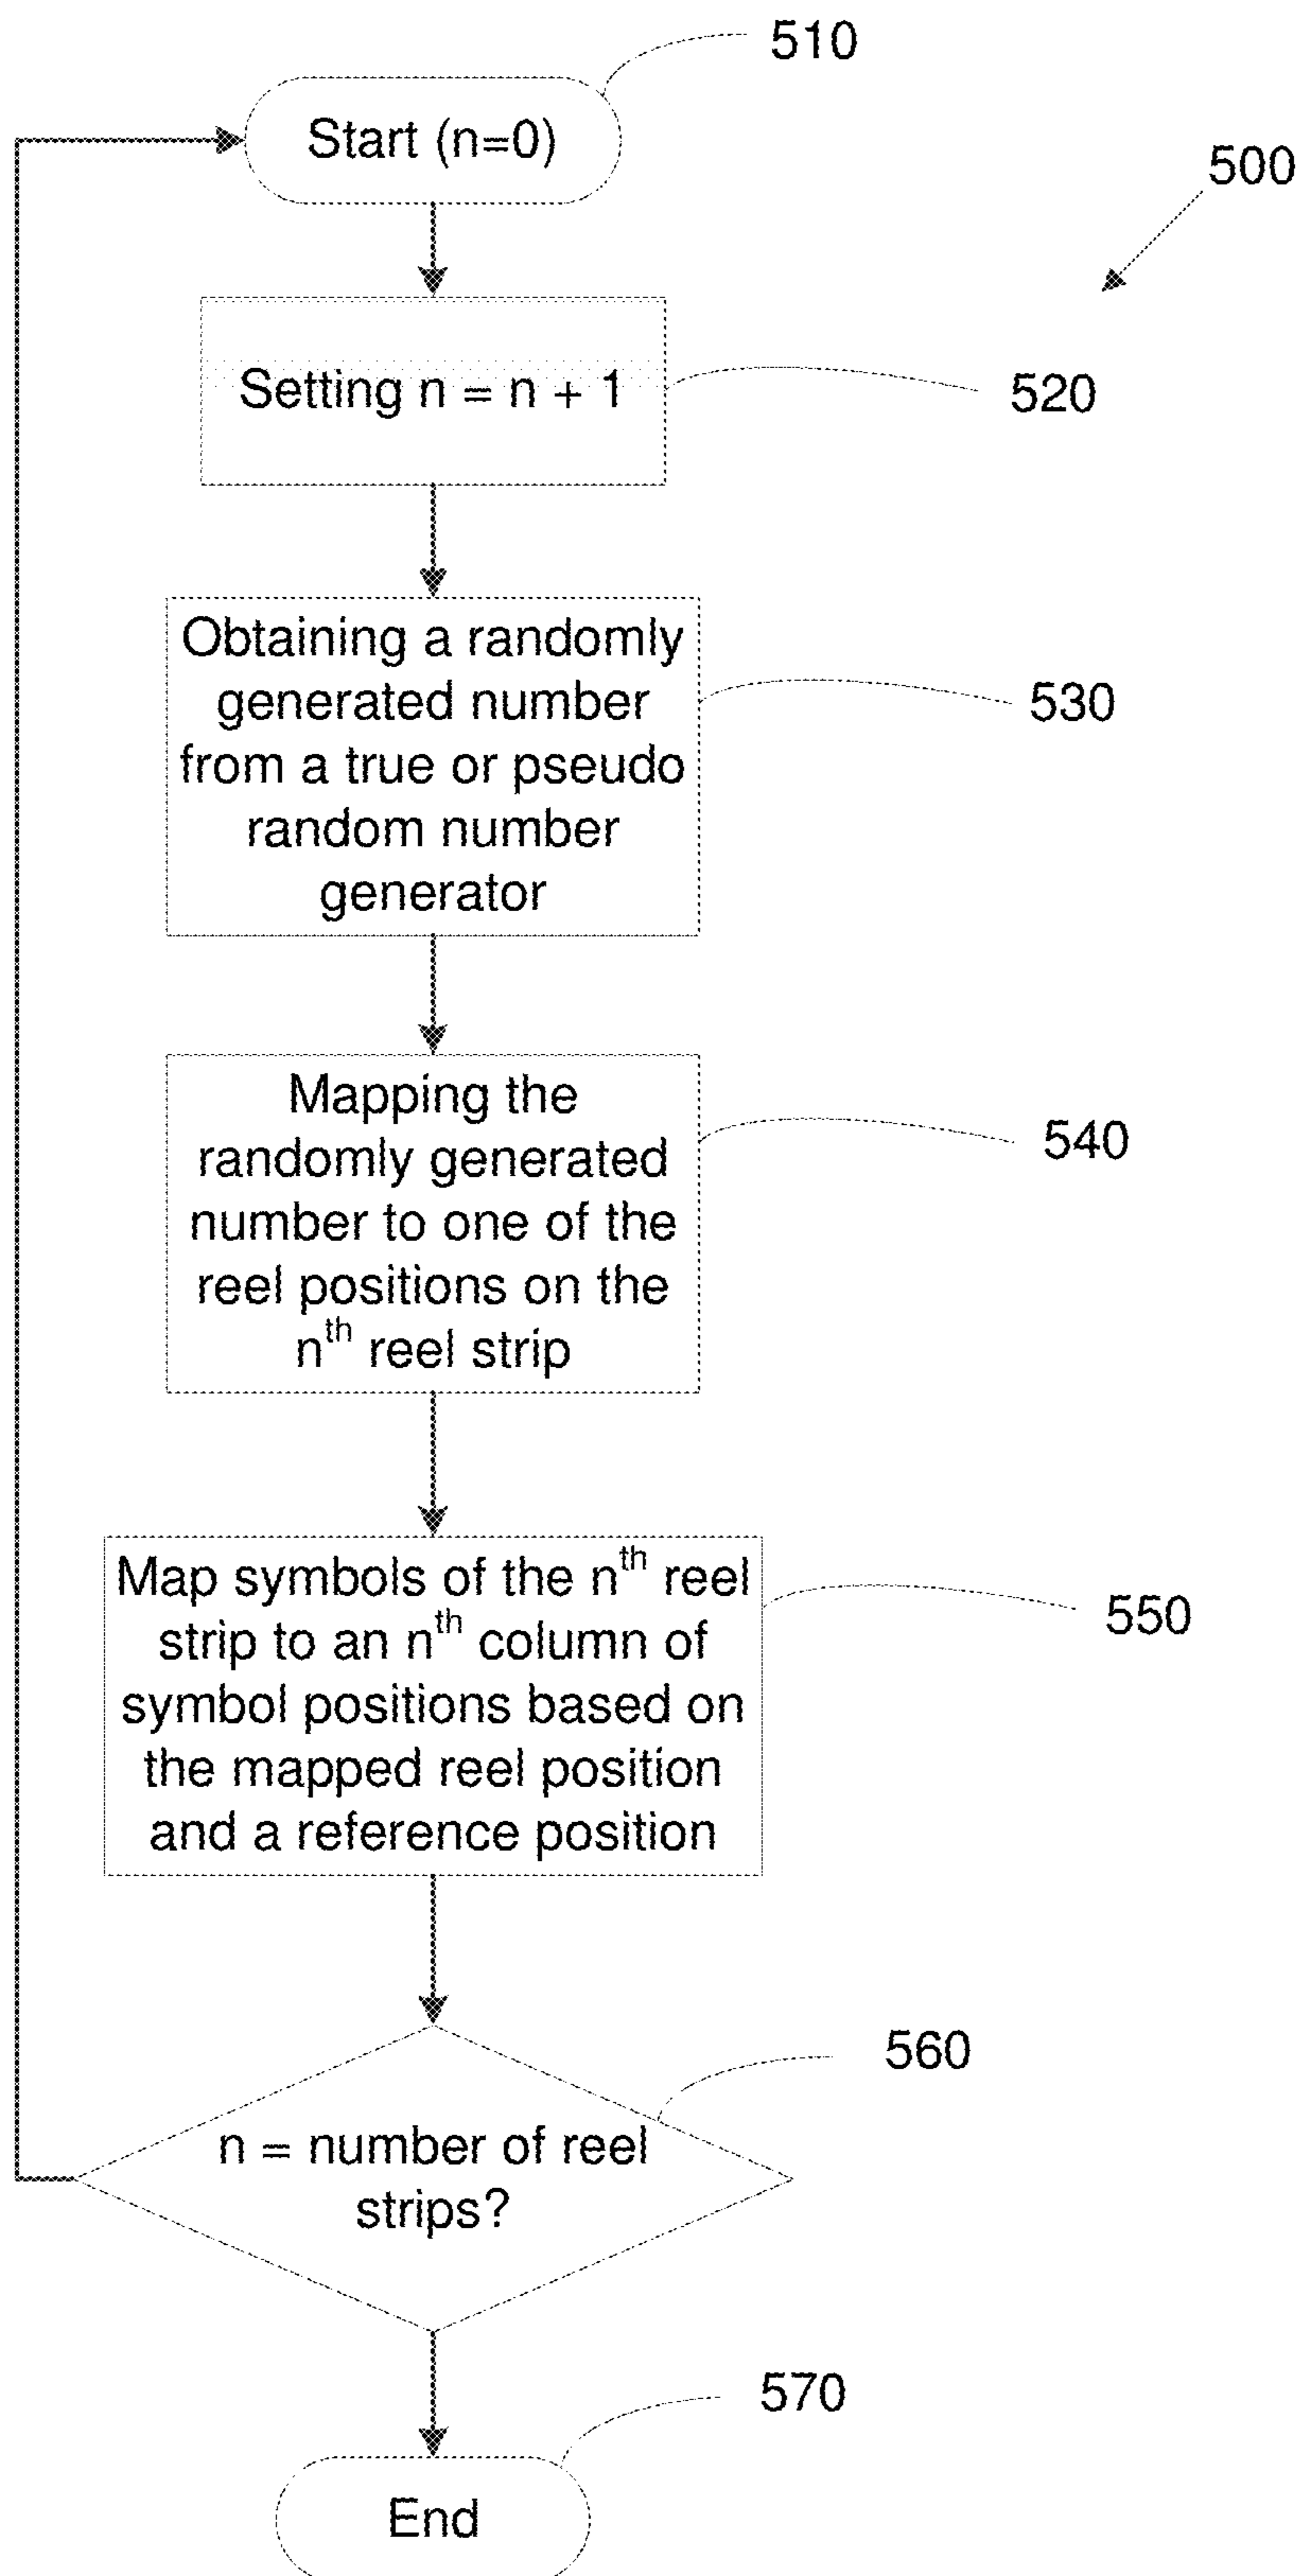 510
Start (n=0)
500
Setting n = n + 1
520
Obtaining a randomly
generated number
from a true or pseudo
random number
generator
530
Mapping the
randomly generated
number to one of the
reel positions on the
nth reel strip
540
Map symbols of the nth reel
strip to an nth column of
symbol positions based on
the mapped reel position
and a reference position
550
560
n = number of reel
strips?
570
End